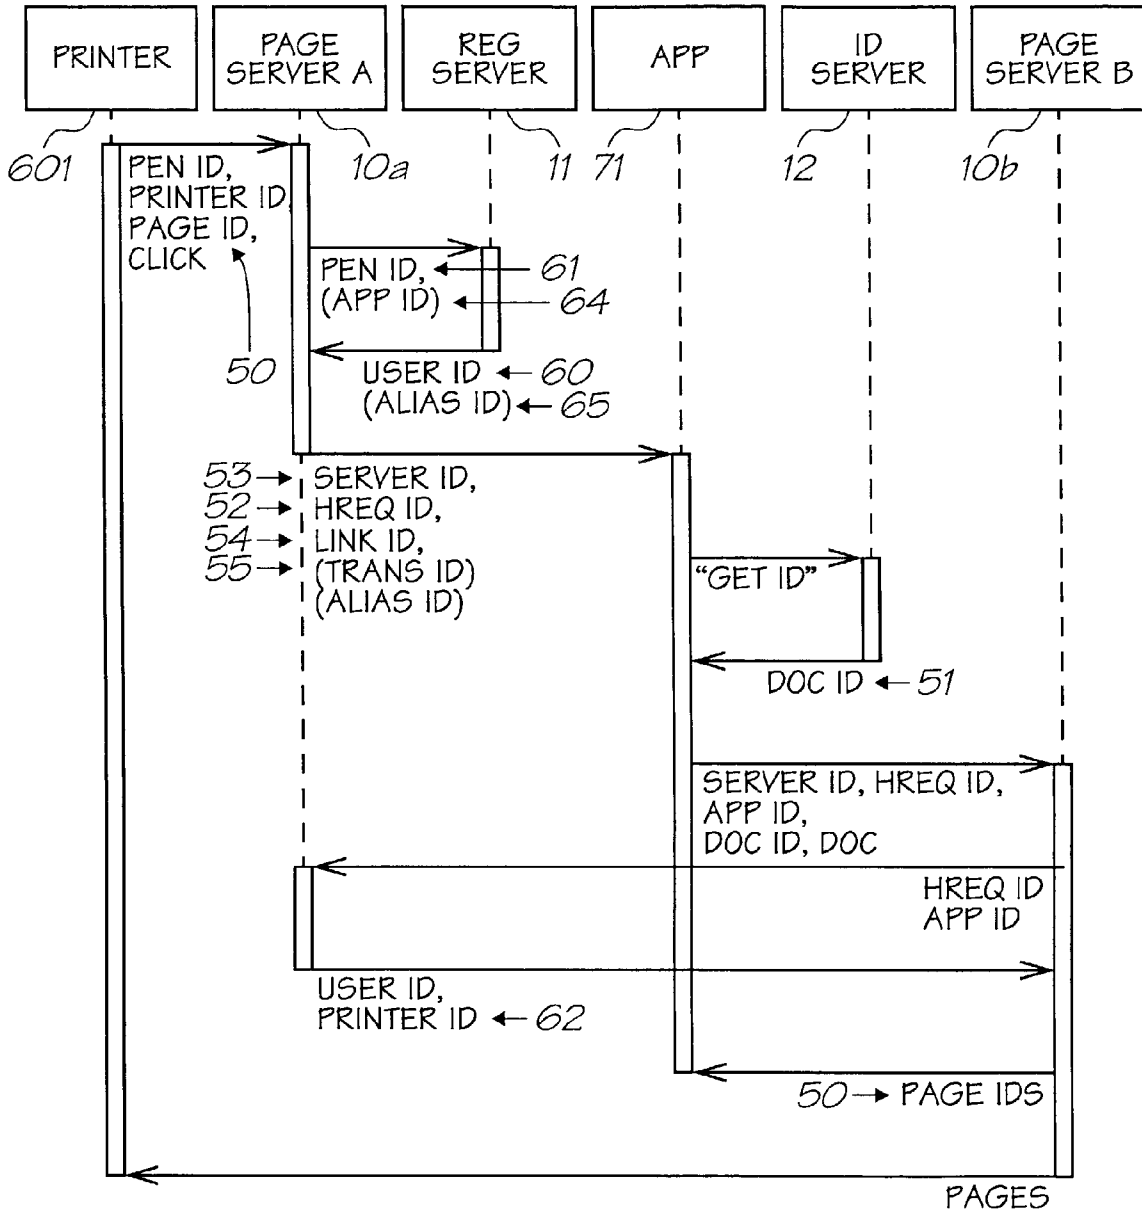 PRINTER
PAGE
SERVER A
REG
SERVER
APP
ID
SERVER
PAGE
SERVER B
601
10a
11
71
12
10b
PEN ID,
PRINTER ID
PAGE ID,
CLICK
50
PEN ID,
61
(APP ID)
64
USER ID
60
(ALIAS ID)
65
53
SERVER ID,
52
HREQ ID,
54
LINK ID,
55
(TRANS ID)
(ALIAS ID)
"GET ID"
DOC ID
51
SERVER ID, HREQ ID,
APP ID,
DOC ID, DOC
HREQ ID
APP ID
USER ID,
PRINTER ID
62
50
PAGE IDS
PAGES